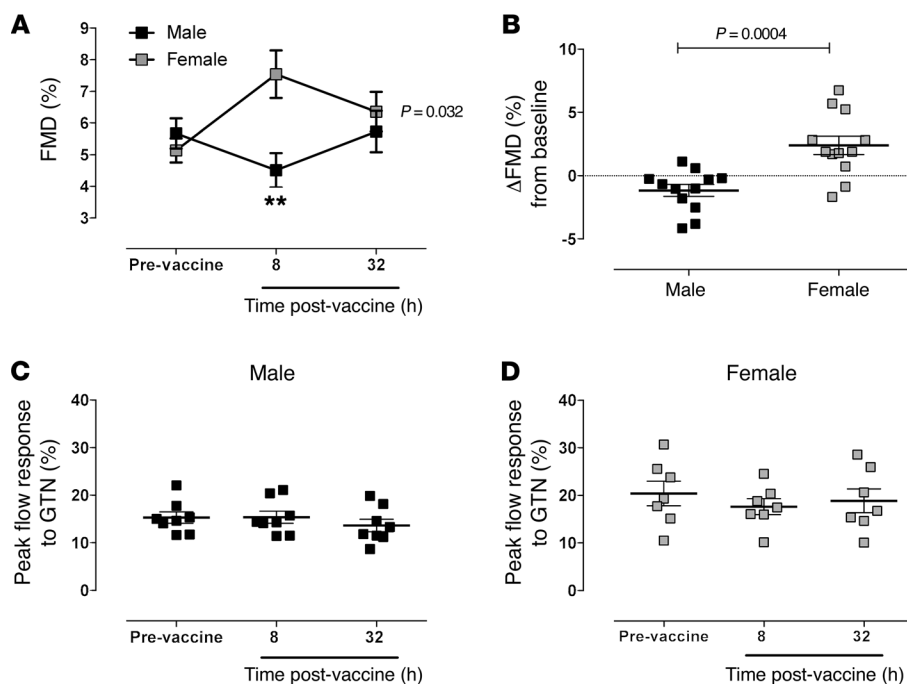 A
Male
Female
FMD (%)
9
8
7
6
5
4
3
P = 0.032
**
Pre-vaccine 8 32
Time post-vaccine (h)
B
P = 0.0004
ΔFMD (%)
from baseline
10
5
0
-5
Male Female
C
Male
Peak flow response
to GTN (%)
40
30
20
10
0
Pre-vaccine 8 32
Time post-vaccine (h)
D
Female
Peak flow response
to GTN (%)
40
30
20
10
0
Pre-vaccine 8 32
Time post-vaccine (h)